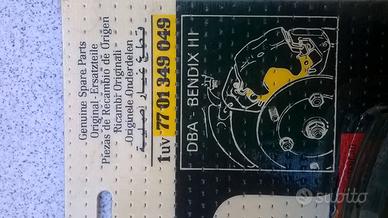 Genuine Spare Parts
Original-Ersatzteile
Piezas de Recambio de Origen
Ricambi Originali
Originele Onderdelen
قطع غيار أصلية
1uv 77 01 349 049
DBA - BENDIX III
subito